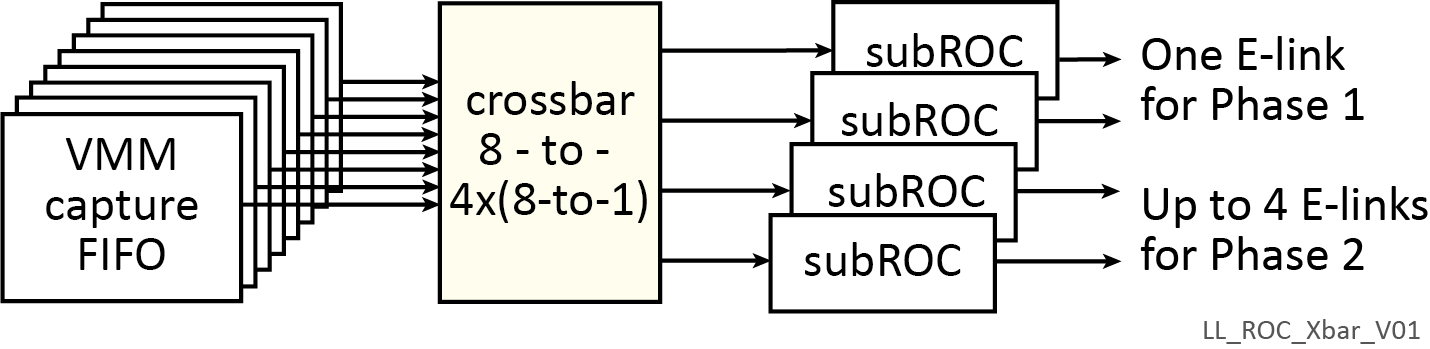 VMM
capture
FIFO
crossbar
8 - to -
4x(8-to-1)
subROC
subROC
subROC
subROC
One E-link
for Phase 1
Up to 4 E-links
for Phase 2
LL_ROC_Xbar_V01